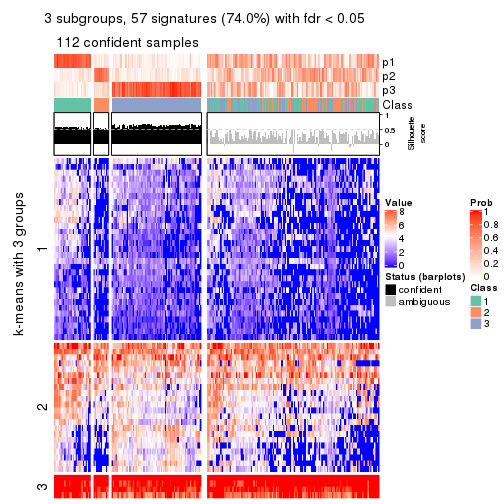 3 subgroups, 57 signatures (74.0%) with fdr < 0.05
112 confident samples
p1
p2
p3
Class
1
0.5
0
Silhouette
score
k-means with 3 groups
1
2
3
Value
8
6
4
2
0
Status (barplots)
confident
ambiguous
Prob
1
0.8
0.6
0.4
0.2
0
Class
1
2
3